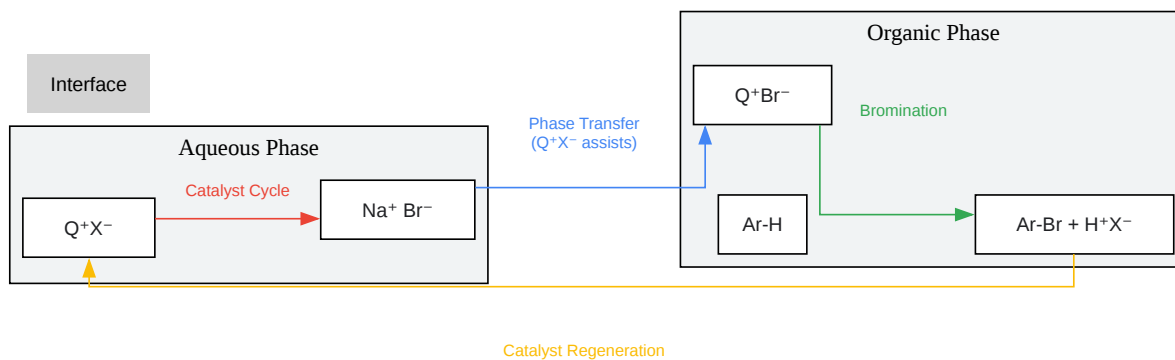 Organic Phase
Interface
Q⁺Br⁻
Bromination
Phase Transfer
(Q⁺X⁻ assists)
Aqueous Phase
Catalyst Cycle
Na⁺ Br⁻
Q⁺X⁻
Ar-H
Ar-Br + H⁺X⁻
Catalyst Regeneration